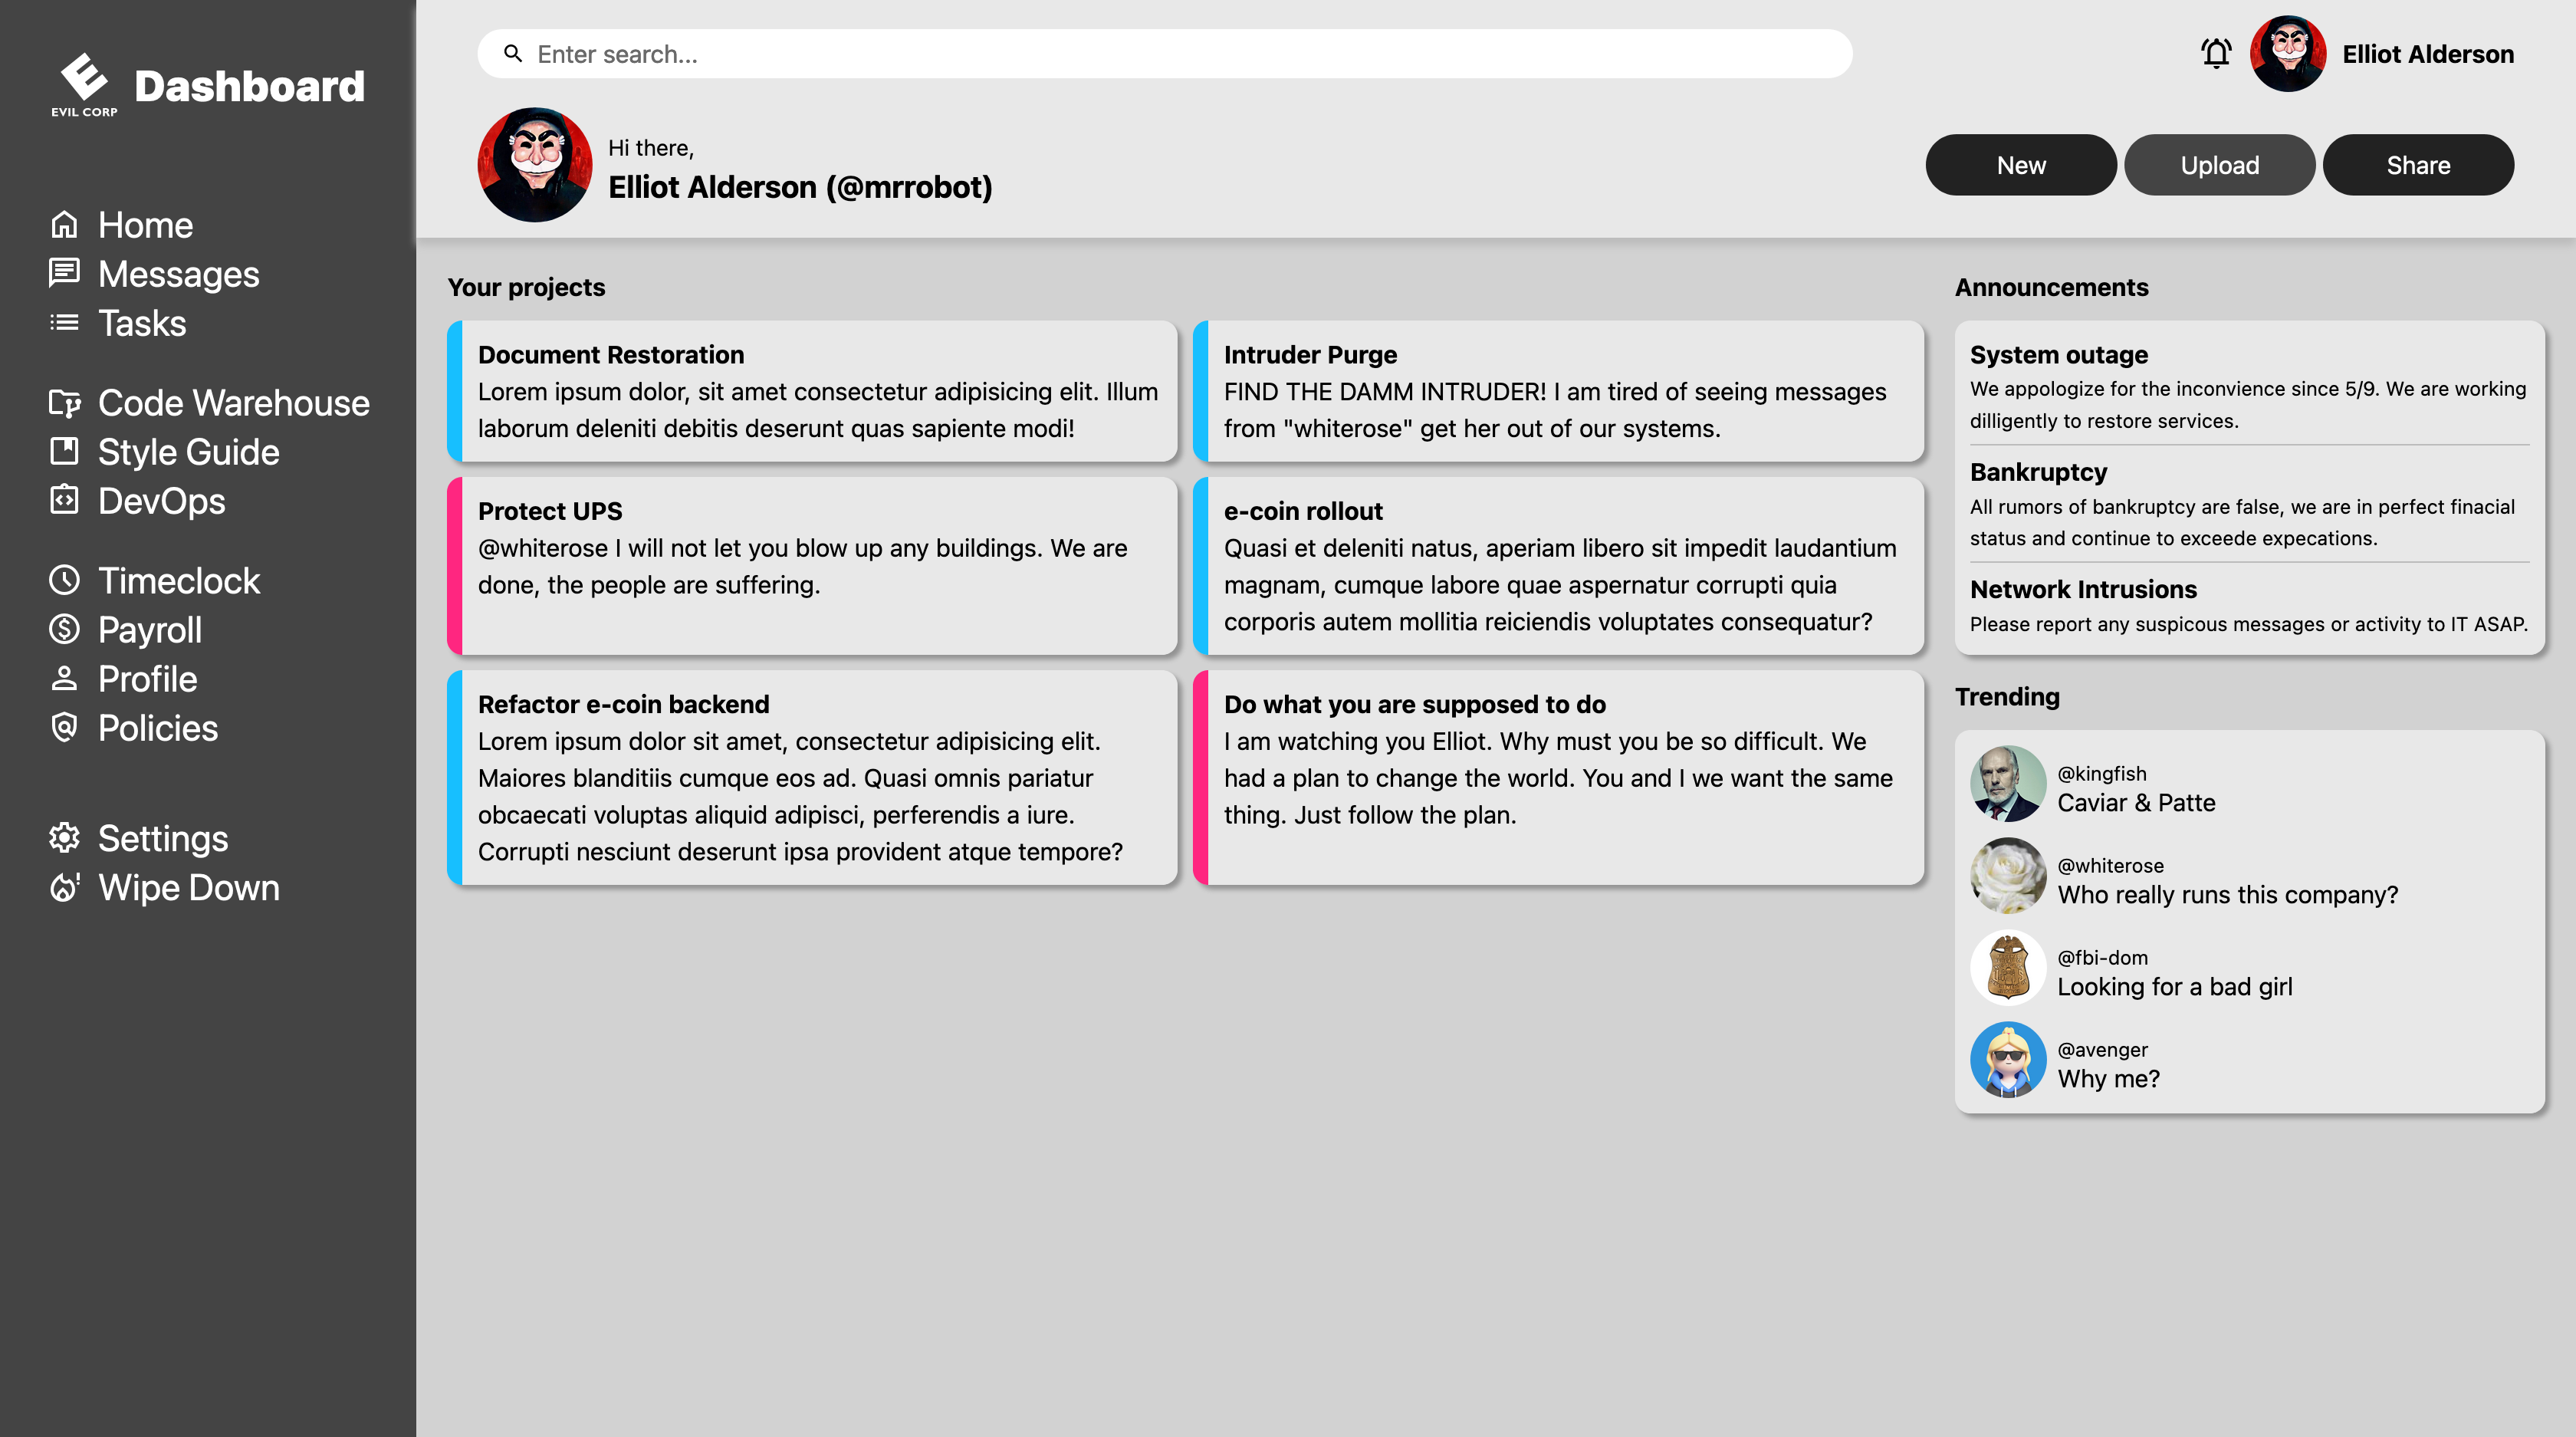 EVIL CORP
Dashboard
Home
Messages
Tasks
Code Warehouse
Style Guide
DevOps
Timeclock
Payroll
Profile
Policies
Settings
Wipe Down
Enter search...
Elliot Alderson
Hi there,
Elliot Alderson (@mrrobot)
New
Upload
Share
Your projects
Document Restoration
Lorem ipsum dolor, sit amet consectetur adipisicing elit. Illum
laborum deleniti debitis deserunt quas sapiente modi!
Intruder Purge
FIND THE DAMM INTRUDER! I am tired of seeing messages
from "whiterose" get her out of our systems.
Protect UPS
@whiterose I will not let you blow up any buildings. We are
done, the people are suffering.
e-coin rollout
Quasi et deleniti natus, aperiam libero sit impedit laudantium
magnam, cumque labore quae aspernatur corrupti quia
corporis autem mollitia reiciendis voluptates consequatur?
Refactor e-coin backend
Lorem ipsum dolor sit amet, consectetur adipisicing elit.
Maiores blanditiis cumque eos ad. Quasi omnis pariatur
obcaecati voluptas aliquid adipisci, perferendis a iure.
Corrupti nesciunt deserunt ipsa provident atque tempore?
Do what you are supposed to do
I am watching you Elliot. Why must you be so difficult. We
had a plan to change the world. You and I we want the same
thing. Just follow the plan.
Announcements
System outage
We appologize for the inconvience since 5/9. We are working
dilligently to restore services.
Bankruptcy
All rumors of bankruptcy are false, we are in perfect finacial
status and continue to exceede expecations.
Network Intrusions
Please report any suspicous messages or activity to IT ASAP.
Trending
@kingfish
Caviar & Patte
@whiterose
Who really runs this company?
@fbi-dom
Looking for a bad girl
@avenger
Why me?